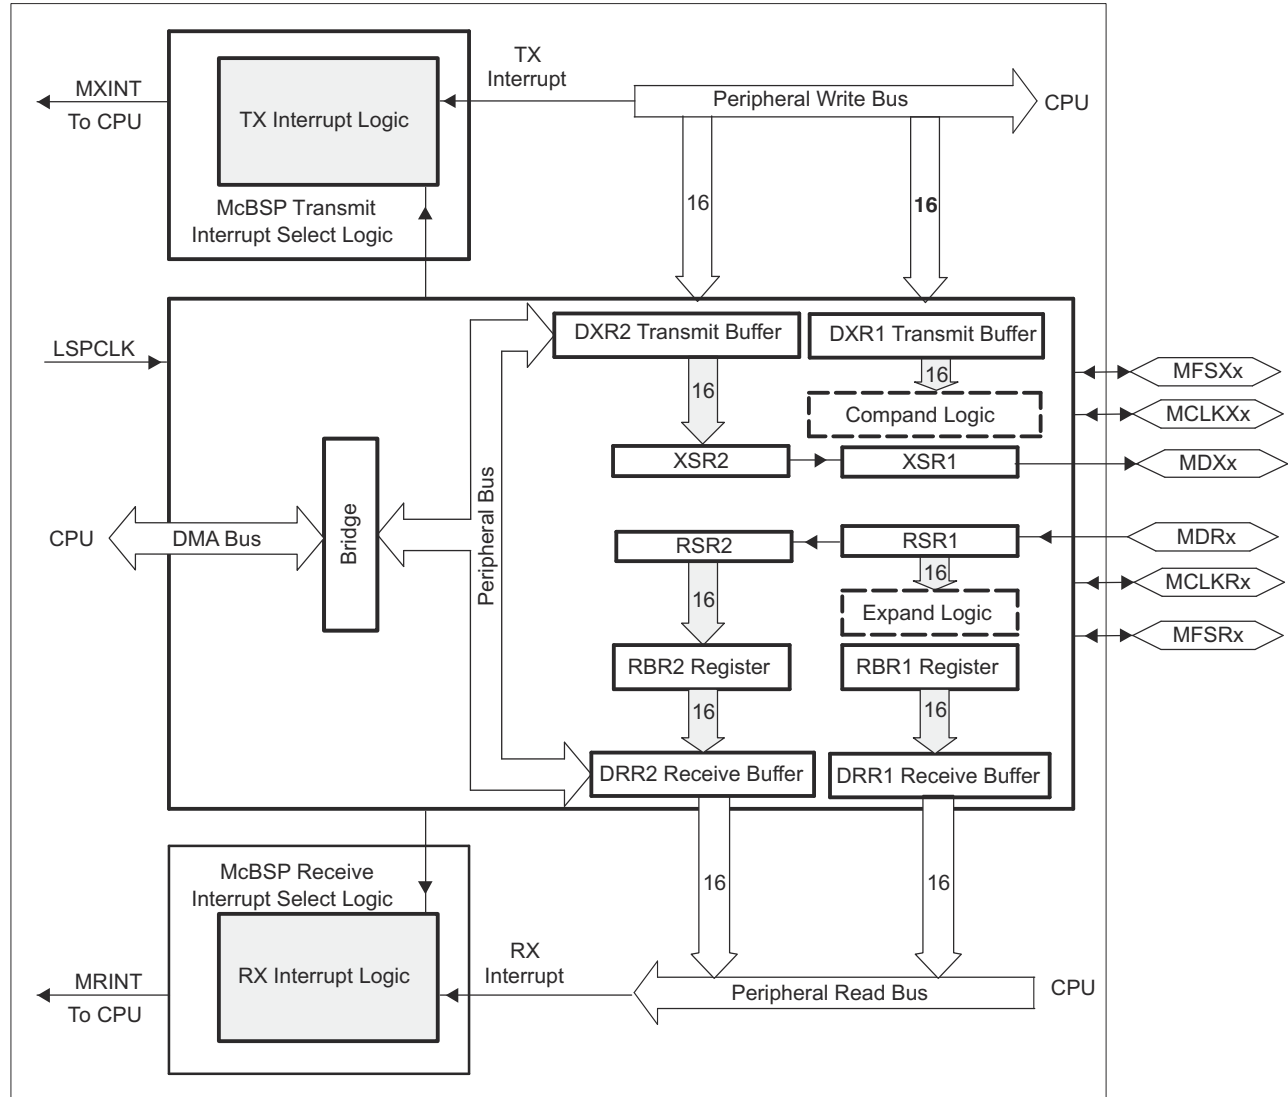 TX
Interrupt
MXINT
To CPU
TX Interrupt Logic
Peripheral Write Bus
CPU
McBSP Transmit
Interrupt Select Logic
16
16
LSPCLK
DXR2 Transmit Buffer
DXR1 Transmit Buffer
16
16
MFSXx
Compand Logic
MCLKXx
XSR2
XSR1
MDXx
CPU
DMA Bus
Bridge
Peripheral Bus
RSR2
RSR1
MDRx
16
16
MCLKRx
Expand Logic
MFSRx
RBR2 Register
RBR1 Register
16
16
DRR2 Receive Buffer
DRR1 Receive Buffer
McBSP Receive
Interrupt Select Logic
16
16
RX
Interrupt
MRINT
To CPU
RX Interrupt Logic
Peripheral Read Bus
CPU